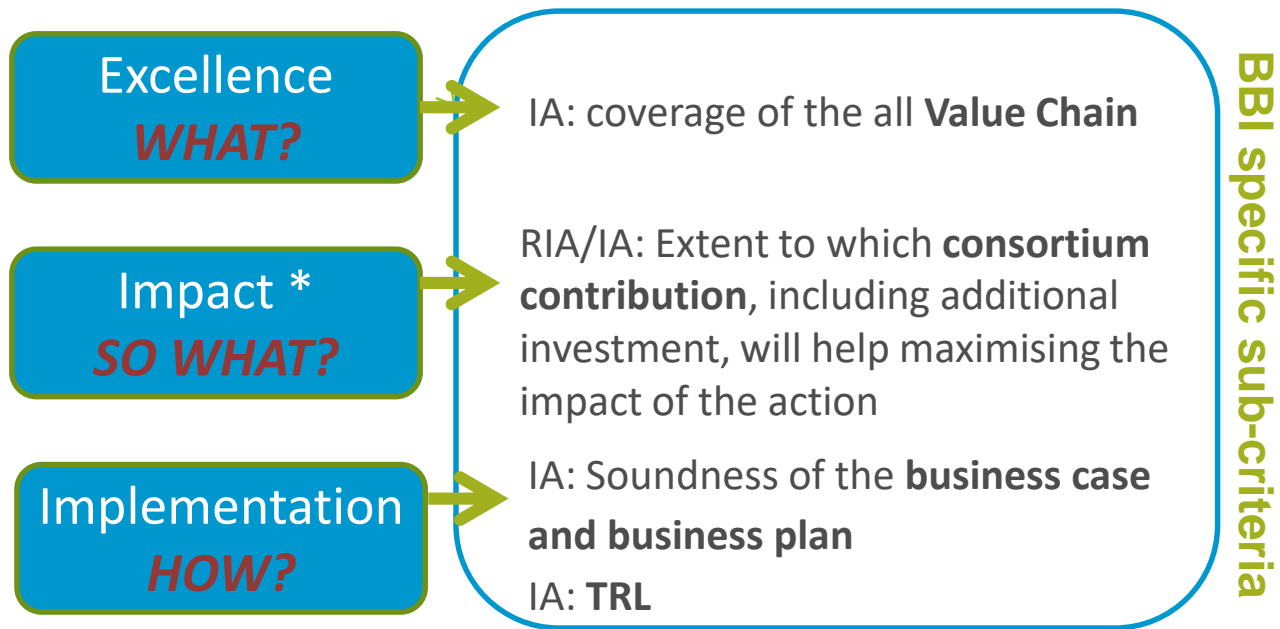 Excellence
WHAT?
IA: coverage of the all Value Chain
Impact *
SO WHAT?
RIA/IA: Extent to which consortium
contribution, including additional
investment, will help maximising the
impact of the action
Implementation
HOW?
IA: Soundness of the business case
and business plan
IA: TRL
BBI specific sub-criteria